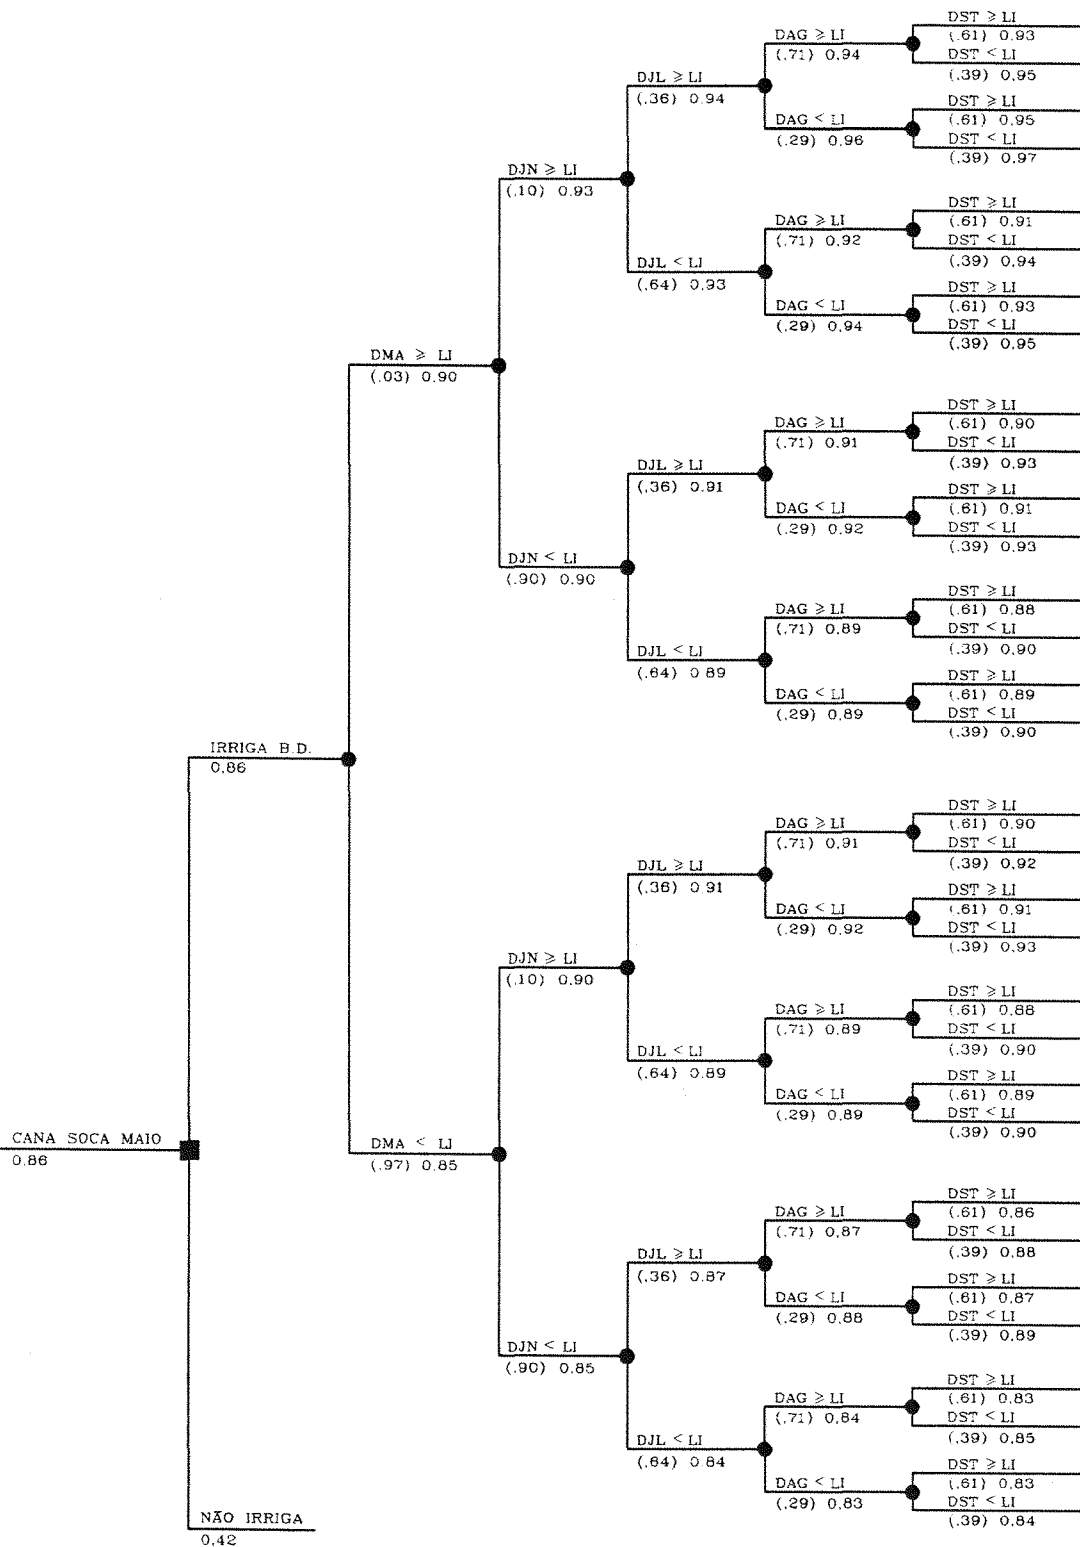 DST ⩾ LI
(.61) 0.93
DST < LI
(.39) 0.95
DAG ⩾ LI
(.71) 0.94
DJL ⩾ LI
(.36) 0.94
DST ⩾ LI
(.61) 0.95
DST < LI
(.39) 0.97
DAG < LI
(.29) 0.96
DJN ⩾ LI
(.10) 0.93
DST ⩾ LI
(.61) 0.91
DST < LI
(.39) 0.94
DAG ⩾ LI
(.71) 0.92
DJL < LI
(.64) 0.93
DST ⩾ LI
(.61) 0.93
DST < LI
(.39) 0.95
DAG < LI
(.29) 0.94
DMA ⩾ LI
(.03) 0.90
DST ⩾ LI
(.61) 0.90
DST < LI
(.39) 0.93
DAG ⩾ LI
(.71) 0.91
DJL ⩾ LI
(.36) 0.91
DST ⩾ LI
(.61) 0.91
DST < LI
(.39) 0.93
DAG < LI
(.29) 0.92
DJN < LI
(.90) 0.90
DST ⩾ LI
(.61) 0.88
DST < LI
(.39) 0.90
DAG ⩾ LI
(.71) 0.89
DJL < LI
(.64) 0.89
DST ⩾ LI
(.61) 0.89
DST < LI
(.39) 0.90
DAG < LI
(.29) 0.89
IRRIGA B.D.
0.86
DST ⩾ LI
(.61) 0.90
DST < LI
(.39) 0.92
DAG ⩾ LI
(.71) 0.91
DJL ⩾ LI
(.36) 0.91
DST ⩾ LI
(.61) 0.91
DST < LI
(.39) 0.93
DAG < LI
(.29) 0.92
DJN ⩾ LI
(.10) 0.90
DST ⩾ LI
(.61) 0.88
DST < LI
(.39) 0.90
DAG ⩾ LI
(.71) 0.89
DJL < LI
(.64) 0.89
DST ⩾ LI
(.61) 0.89
DST < LI
(.39) 0.90
DAG < LI
(.29) 0.89
CANA SOCA MAIO
0.86
DMA < LI
(.97) 0.85
DST ⩾ LI
(.61) 0.86
DST < LI
(.39) 0.88
DAG ⩾ LI
(.71) 0.87
DJL ⩾ LI
(.36) 0.87
DST ⩾ LI
(.61) 0.87
DST < LI
(.39) 0.89
DAG < LI
(.29) 0.88
DJN < LI
(.90) 0.85
DST ⩾ LI
(.61) 0.83
DST < LI
(.39) 0.85
DAG ⩾ LI
(.71) 0.84
DJL < LI
(.64) 0.84
DST ⩾ LI
(.61) 0.83
DST < LI
(.39) 0.84
DAG < LI
(.29) 0.83
NÃO IRRIGA
0.42